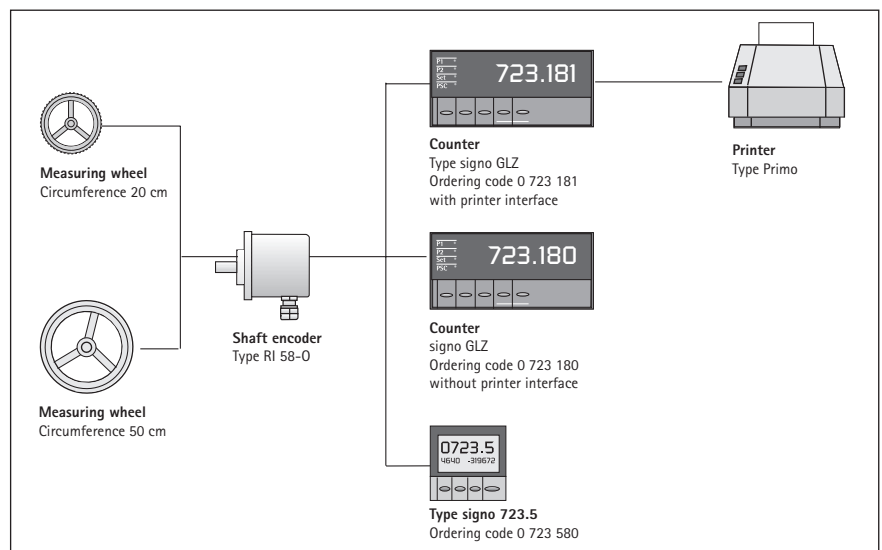 P1
P2
Set
PSC
723.181
Counter
Type signo GLZ
Ordering code 0 723 181
with printer interface
Printer
Type Primo
Measuring wheel
Circumference 20 cm
P1
P2
Set
PSC
723.180
Shaft encoder
Type RI 58-O
Counter
signo GLZ
Ordering code 0 723 180
without printer interface
Measuring wheel
Circumference 50 cm
0723.5
4640 -319672
Type signo 723.5
Ordering code 0 723 580